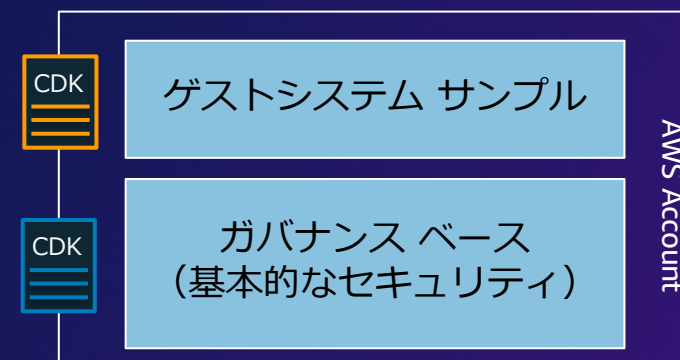 CDK
ゲストシステム サンプル
CDK
ガバナンス ベース
（基本的なセキュリティ）
AWS Account